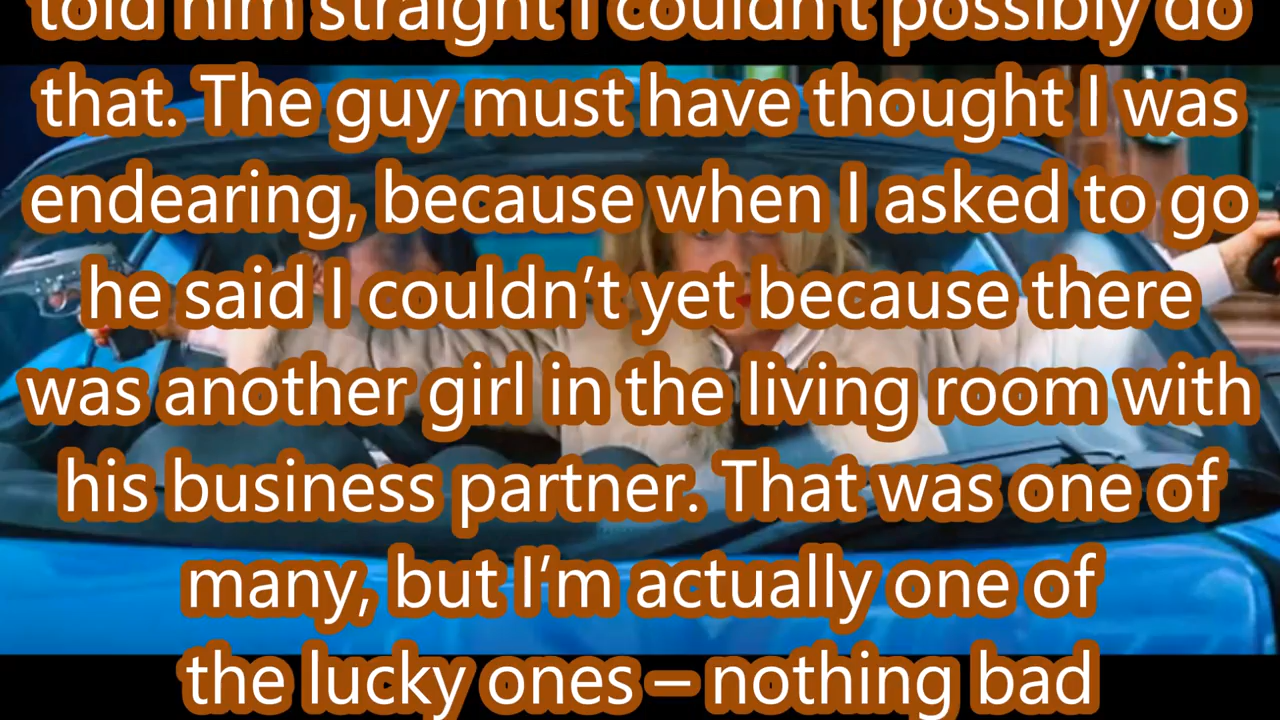 told him straight I couldn’t possibly do
that. The guy must have thought I was
endearing, because when I asked to go
he said I couldn’t yet because there
was another girl in the living room with
his business partner. That was one of
many, but I’m actually one of
the lucky ones – nothing bad